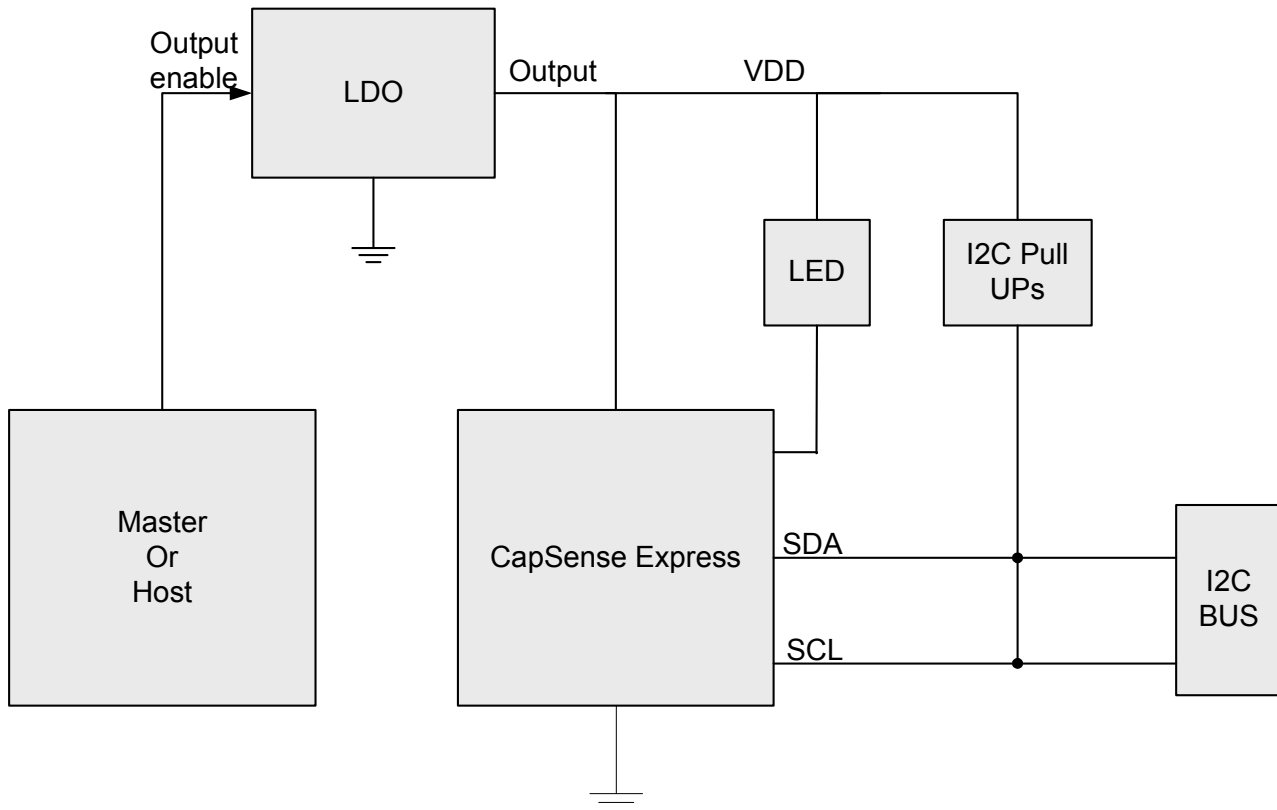 Output
enable
LDO
Output
VDD
LED
I2C Pull
UPs
Master
Or
Host
CapSense Express
SDA
SCL
I2C
BUS